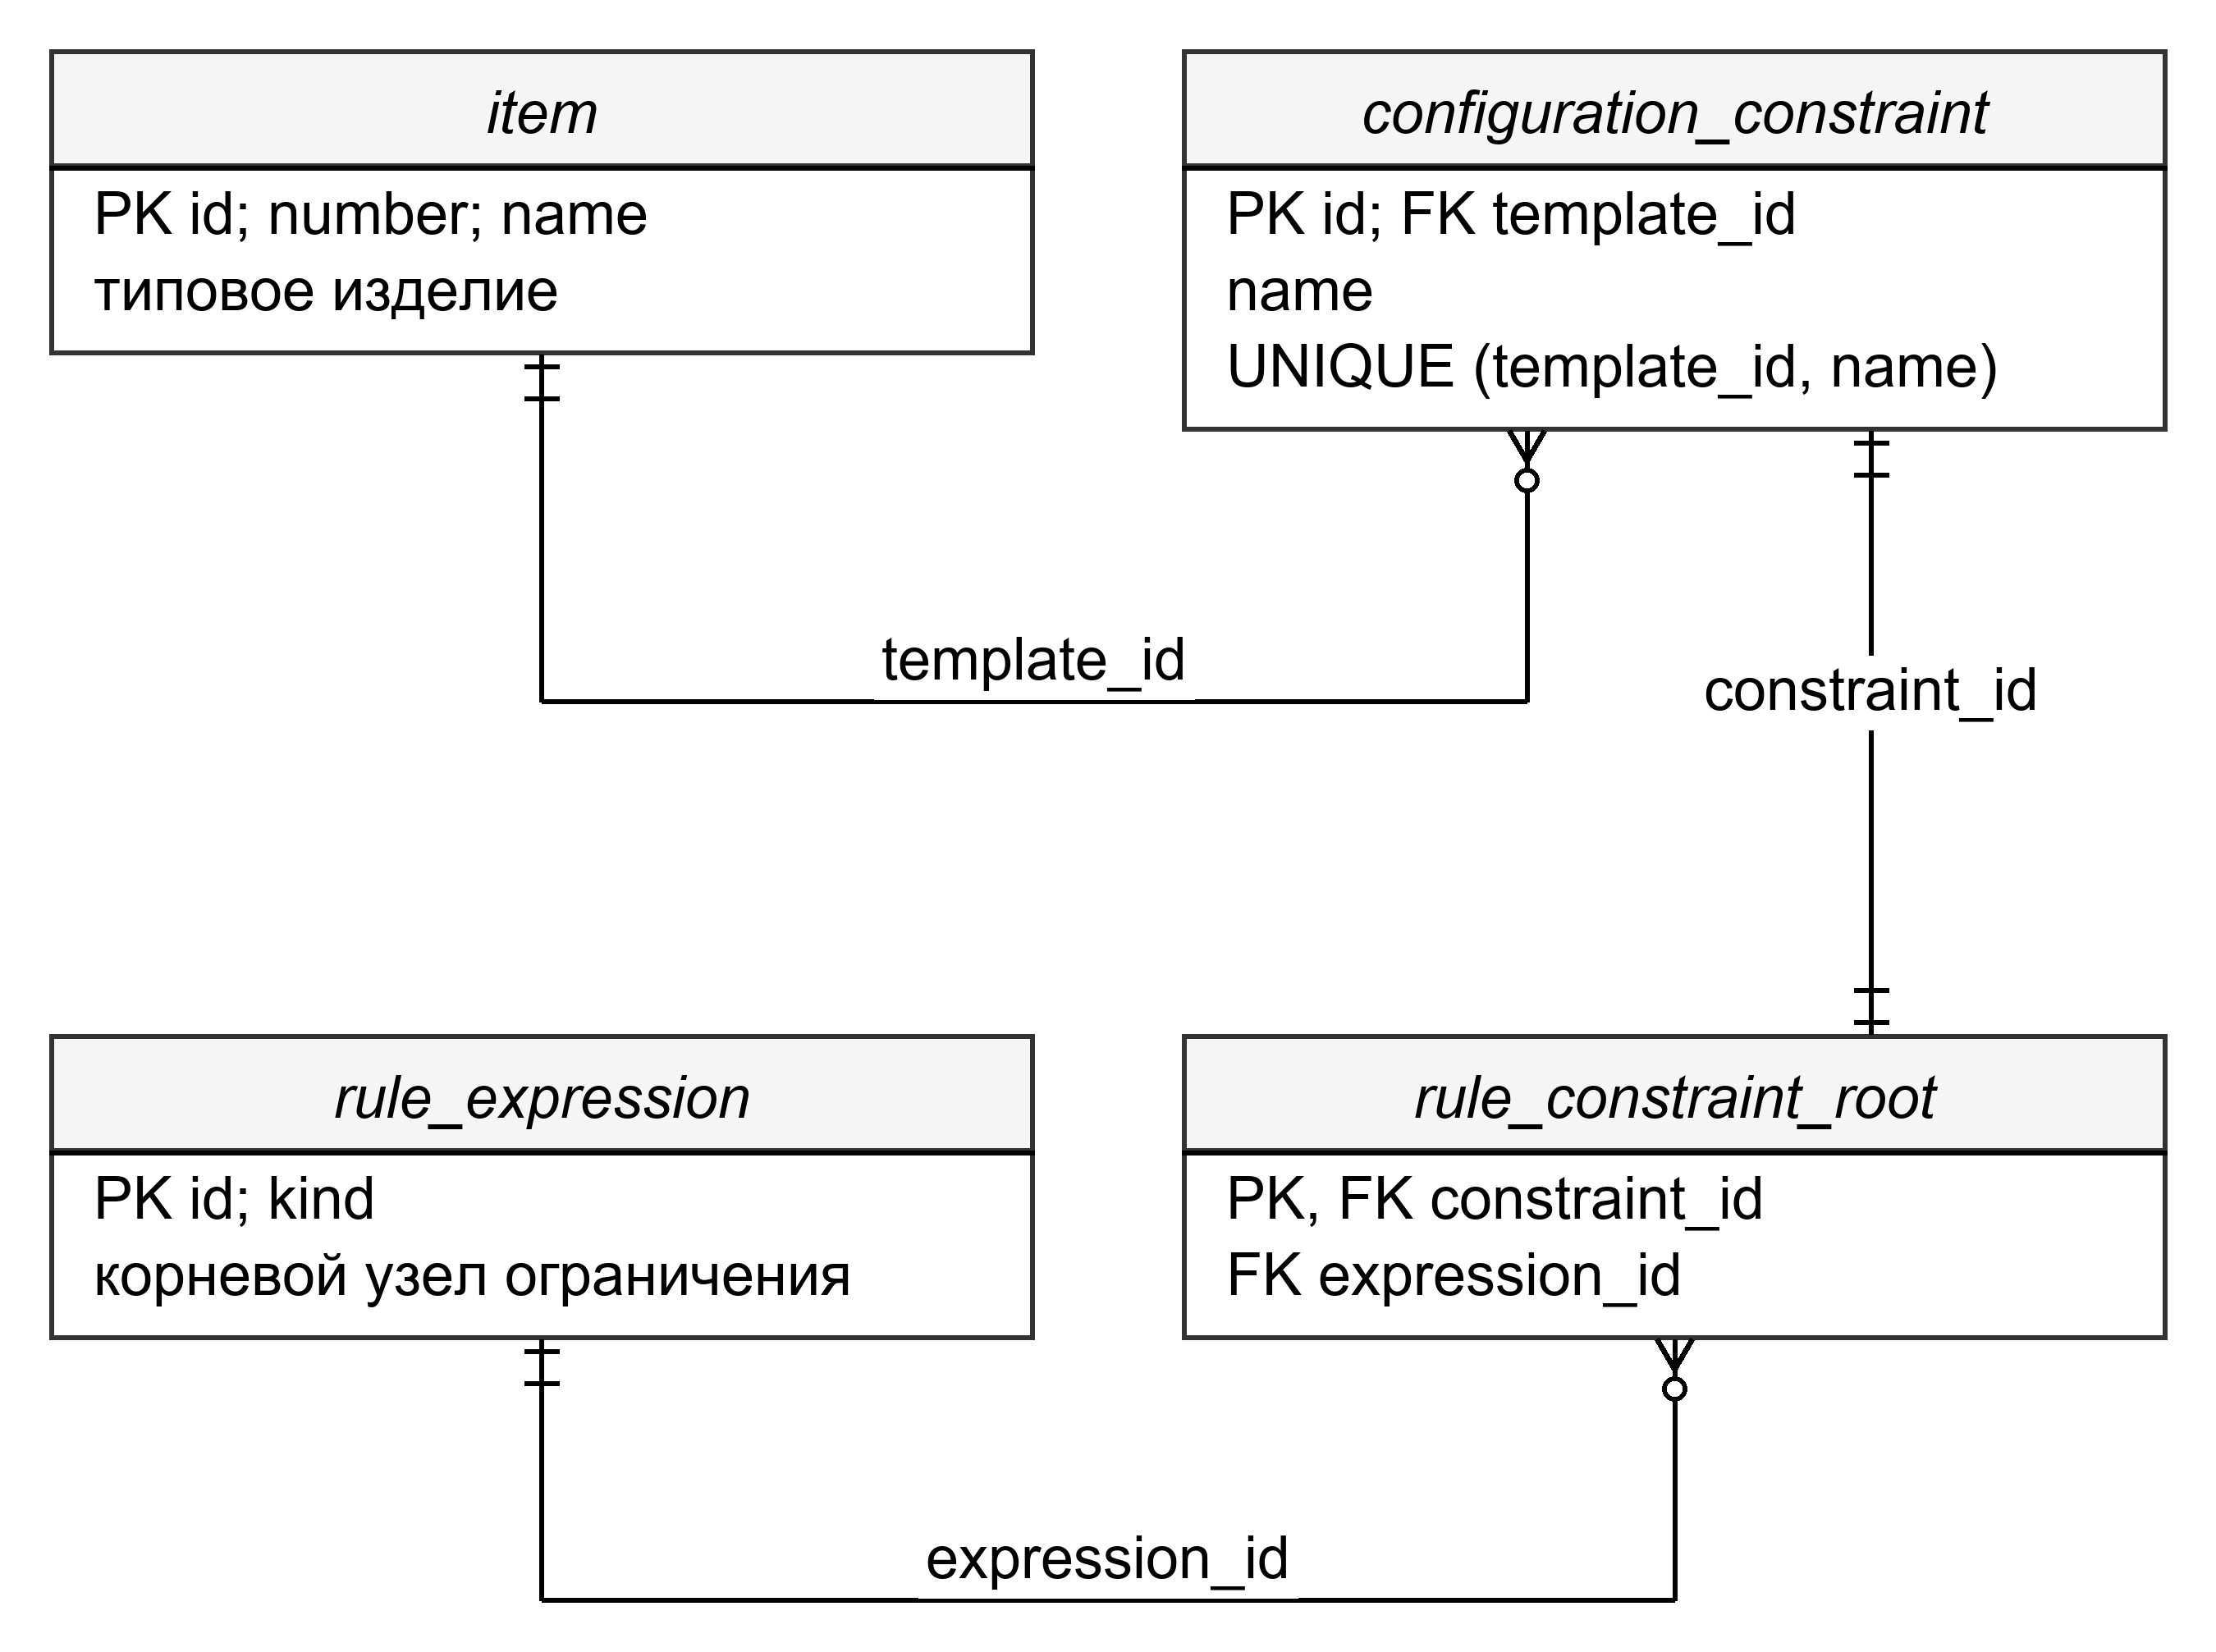 item
PK id; number; name
типовое изделие
configuration_constraint
PK id; FK template_id
name
UNIQUE (template_id, name)
template_id
constraint_id
rule_expression
PK id; kind
корневой узел ограничения
rule_constraint_root
PK, FK constraint_id
FK expression_id
expression_id